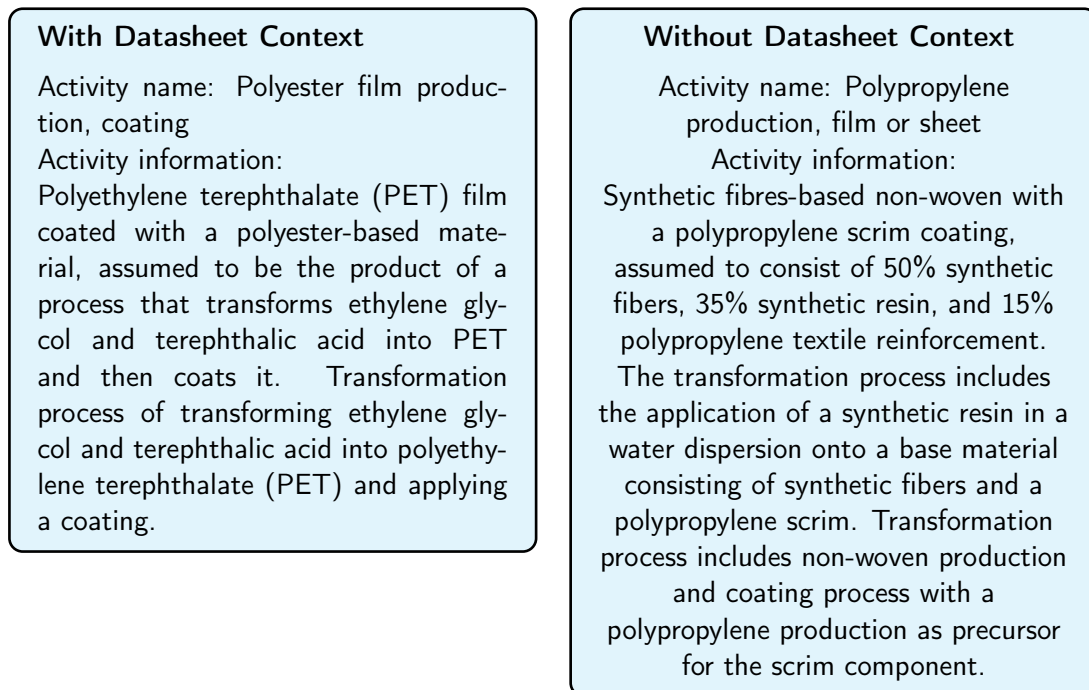 With Datasheet Context
Activity name: Polyester film produc-
tion, coating
Activity information:
Polyethylene terephthalate (PET) film
coated with a polyester-based mate-
rial, assumed to be the product of a
process that transforms ethylene gly-
col and terephthalic acid into PET
and then coats it. Transformation
process of transforming ethylene gly-
col and terephthalic acid into polyethy-
lene terephthalate (PET) and applying
a coating.
Without Datasheet Context
Activity name: Polypropylene
production, film or sheet
Activity information:
Synthetic fibres-based non-woven with
a polypropylene scrim coating,
assumed to consist of 50% synthetic
fibers, 35% synthetic resin, and 15%
polypropylene textile reinforcement.
The transformation process includes
the application of a synthetic resin in a
water dispersion onto a base material
consisting of synthetic fibers and a
polypropylene scrim. Transformation
process includes non-woven production
and coating process with a
polypropylene production as precursor
for the scrim component.